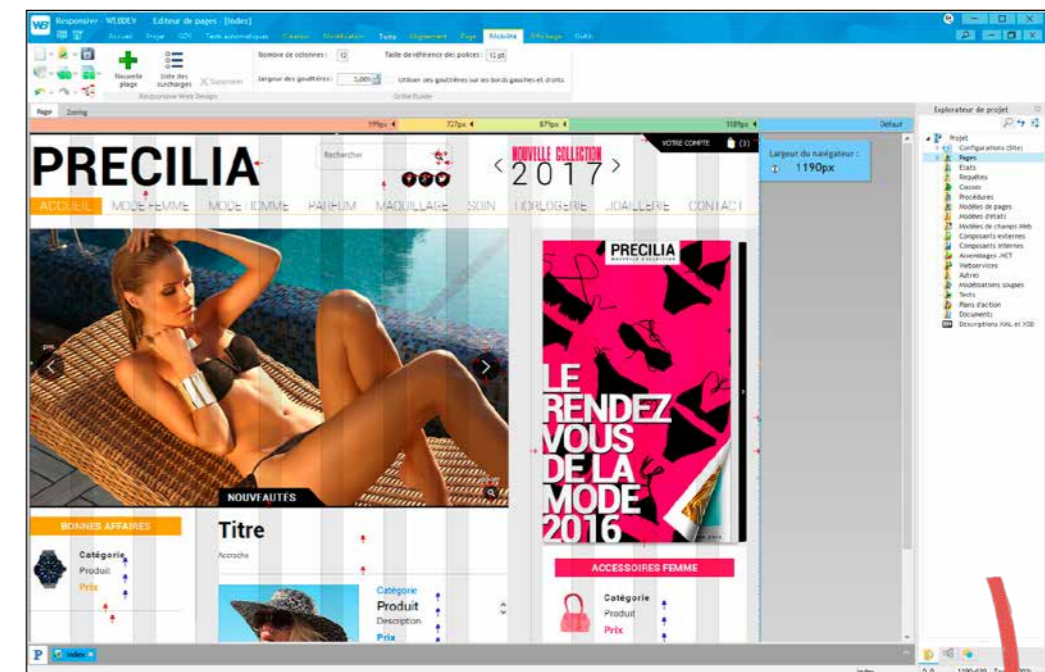 Responsive - WEBDEV Editeur de pages - [Index]
Accueil Projet GDS Tests automatiques Création Modification Texte Alignement Page Mobilité Affichage Outils
Nombre de colonnes : 12 Taille de référence des polices : 12 pt
Nouvelle plage
Liste des surcharges
Supprimer
Largeur des gouttières : Utiliser des gouttières sur les bords gauches et droits
Responsive Web Design
Grille fluide
Page Zoning
Explorateur de projet
599px 727px 879px 1189px Défaut
PRECILIA
Rechercher
NOUVELLE COLLECTION
2017
VOTRE COMPTE (3)
Largeur du navigateur :
1190px
ACCUEIL MODE FEMME MODE HOMME PARFUM MAQUILLAGE SOIN HORLOGERIE JOAILLERIE CONTACT
PRECILIA
LE
RENDEZ
VOUS
DE LA
MODE
2016
NOUVEAUTÉS
BONNES AFFAIRES
Catégorie
Produit
Prix
Titre
Accroche
Catégorie
Produit
Description
Prix
ACCESSOIRES FEMME
Catégorie
Produit
Prix
Projet
Configurations (Site)
Pages
Etats
Requêtes
Classes
Procédures
Modèles de pages
Modèles d'états
Modèles de champs Web
Composants externes
Composants internes
Assemblages .NET
Webservices
Autres
Modélisations souples
Tests
Plans d'action
Documents
Descriptions XML et XSD
Index
Index